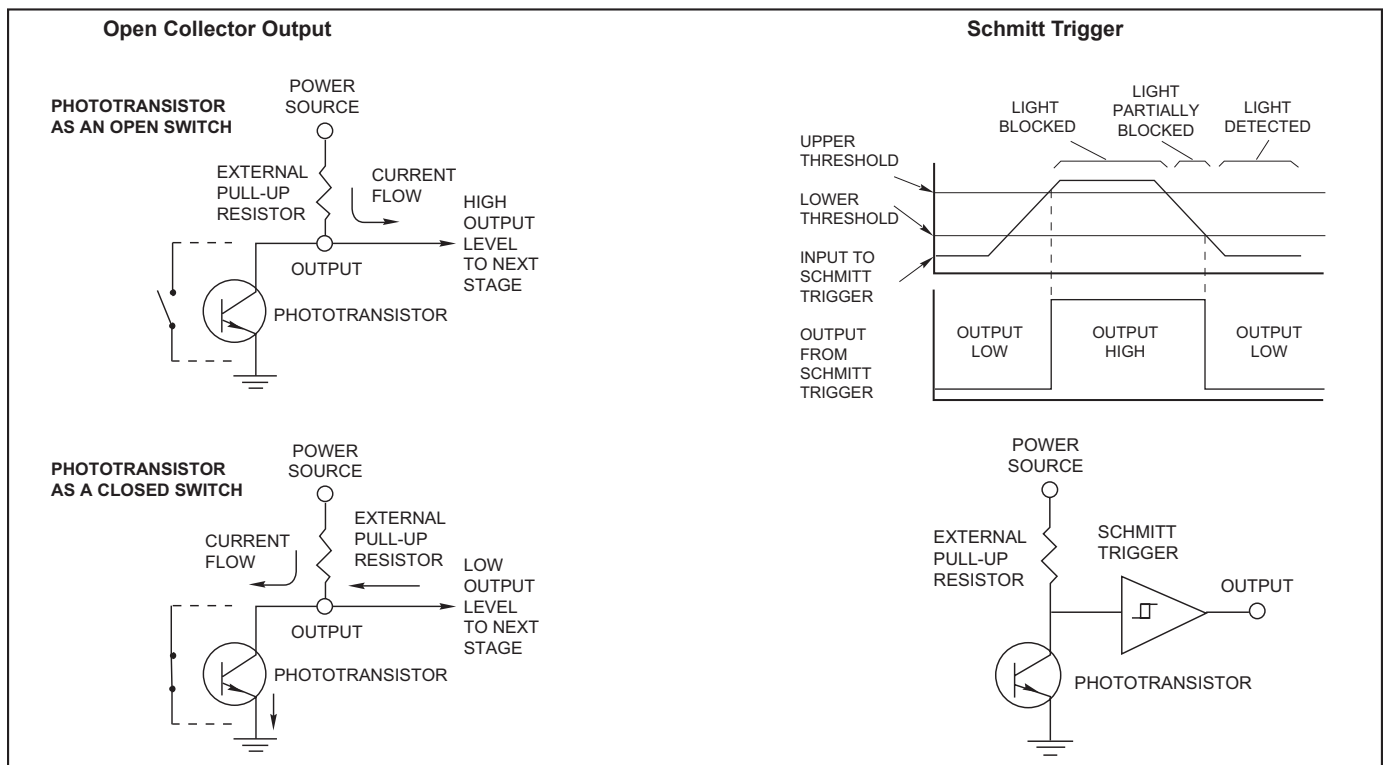 Open Collector Output
PHOTOTRANSISTOR
AS AN OPEN SWITCH
POWER
SOURCE
EXTERNAL
PULL-UP
RESISTOR
CURRENT
FLOW
HIGH
OUTPUT
LEVEL
TO NEXT
STAGE
OUTPUT
PHOTOTRANSISTOR
PHOTOTRANSISTOR
AS A CLOSED SWITCH
POWER
SOURCE
CURRENT
FLOW
EXTERNAL
PULL-UP
RESISTOR
LOW
OUTPUT
LEVEL
TO NEXT
STAGE
OUTPUT
PHOTOTRANSISTOR
Schmitt Trigger
LIGHT
BLOCKED
LIGHT
PARTIALLY
BLOCKED
LIGHT
DETECTED
UPPER
THRESHOLD
LOWER
THRESHOLD
INPUT TO
SCHMITT
TRIGGER
OUTPUT
FROM
SCHMITT
TRIGGER
OUTPUT
LOW
OUTPUT
HIGH
OUTPUT
LOW
POWER
SOURCE
EXTERNAL
PULL-UP
RESISTOR
SCHMITT
TRIGGER
OUTPUT
PHOTOTRANSISTOR